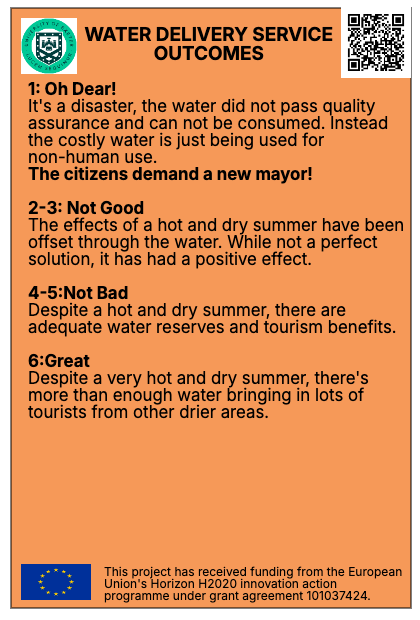 WATER DELIVERY SERVICE
OUTCOMES
1: Oh Dear!
It's a disaster, the water did not pass quality
assurance and can not be consumed. Instead
the costly water is just being used for
non-human use.
The citizens demand a new mayor!
2-3: Not Good
The effects of a hot and dry summer have been
offset through the water. While not a perfect
solution, it has had a positive effect.
4-5:Not Bad
Despite a hot and dry summer, there are
adequate water reserves and tourism benefits.
6:Great
Despite a very hot and dry summer, there's
more than enough water bringing in lots of
tourists from other drier areas.
This project has received funding from the European
Union's Horizon H2020 innovation action
programme under grant agreement 101037424.